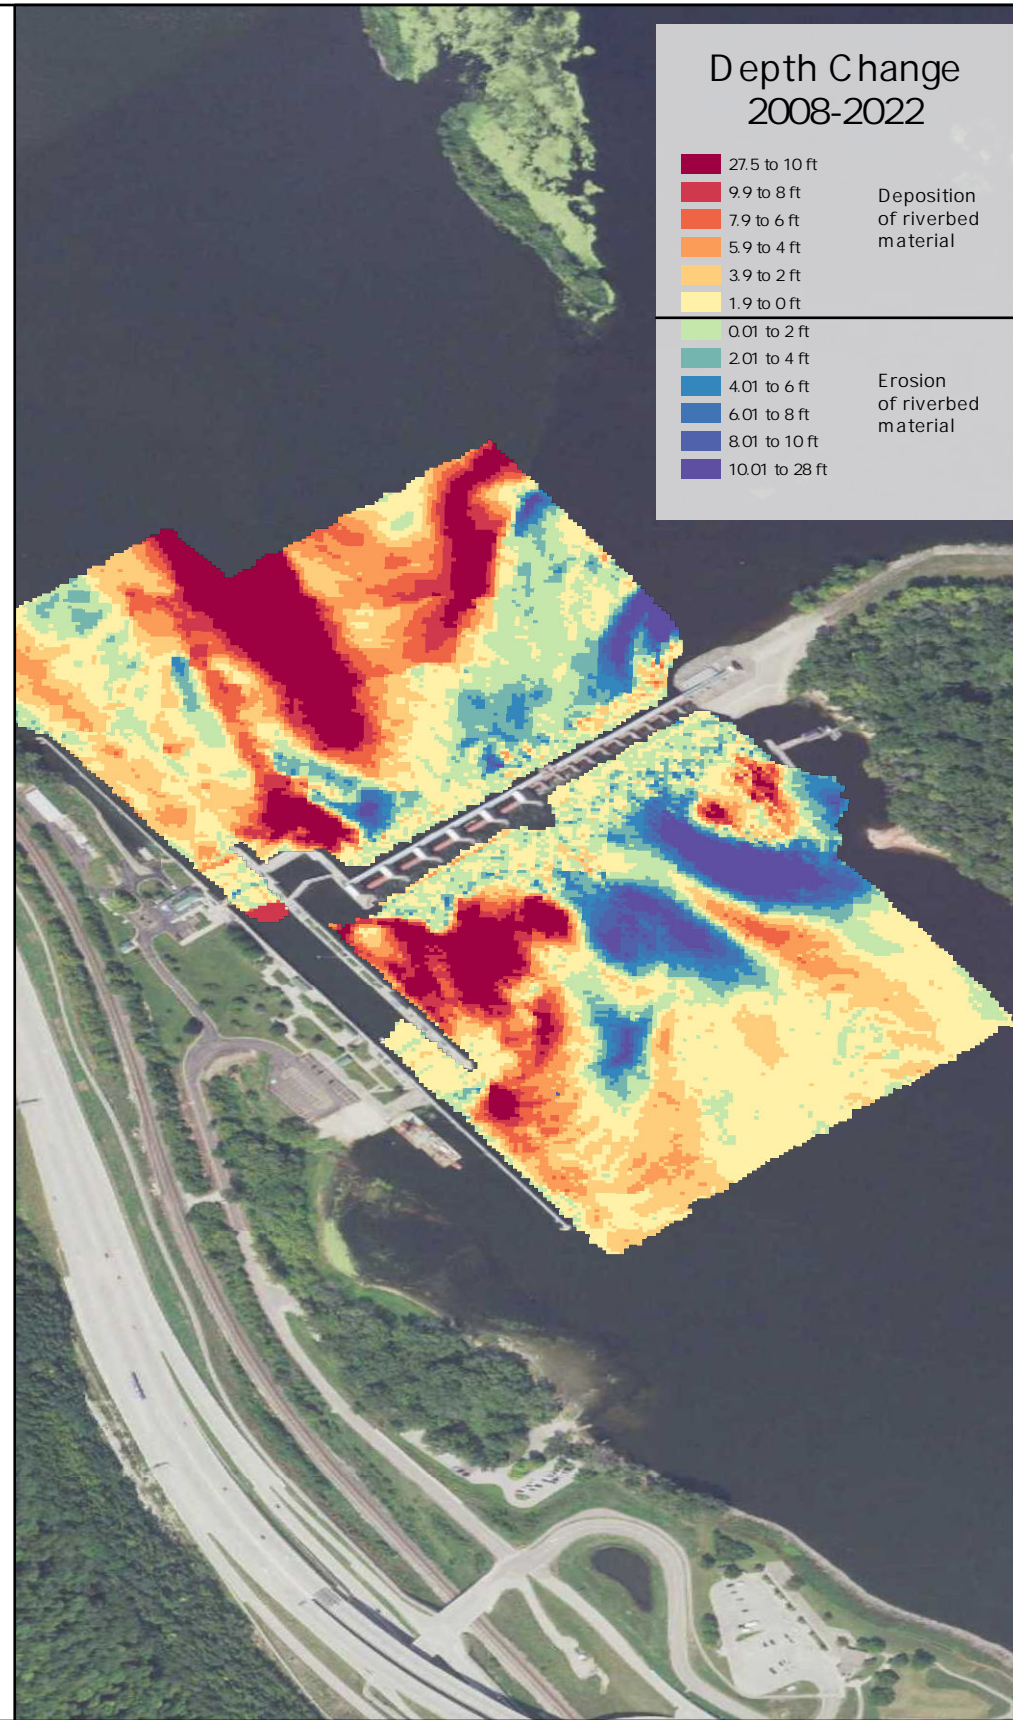 Depth Change
2008-2022
27.5 to 10 ft
9.9 to 8 ft
7.9 to 6 ft
5.9 to 4 ft
3.9 to 2 ft
1.9 to 0 ft
Deposition
of riverbed
material
0.01 to 2 ft
2.01 to 4 ft
4.01 to 6 ft
6.01 to 8 ft
8.01 to 10 ft
10.01 to 28 ft
Erosion
of riverbed
material